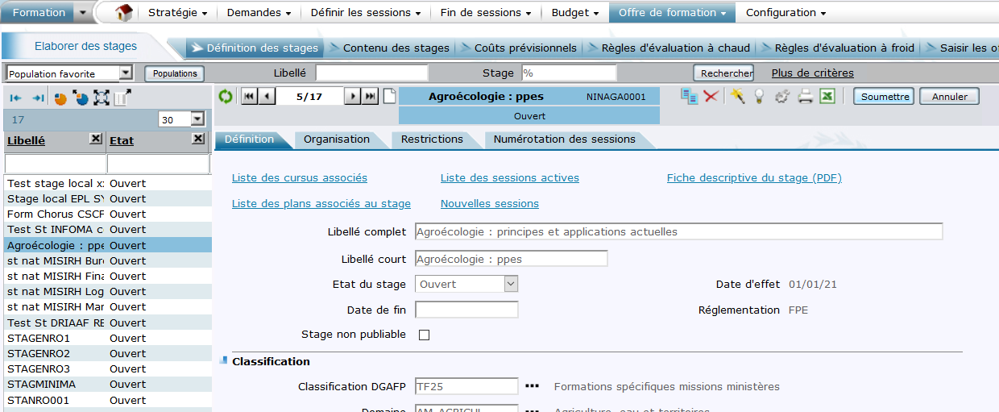 Formation Stratégie Demandes Définir les sessions Fin de sessions Budget Offre de formation Configuration
Elaborer des stages Définition des stages Contenu des stages Coûts prévisionnels Règles d'évaluation à chaud Règles d'évaluation à froid Saisir les
Population favorite Populations Libellé Stage % Rechercher Plus de critères
5/17 Agroécologie : ppes NINAGA0001 Soumettre Annuler
Ouvert
17 30
Libellé Etat
Définition Organisation Restrictions Numérotation des sessions
Test stage local Ouvert
Stage local EPL Ouvert
Form Chorus Ouvert
Test St INFOMA Ouvert
Agroécologie : Ouvert
st nat MISIRH Ouvert
st nat MISIRH Ouvert
st nat MISIRH Log Ouvert
st nat MISIRH Ouvert
Test St DRIAAF Ouvert
STAGENRO1 Ouvert
STAGENRO2 Ouvert
STAGENRO3 Ouvert
STAGMINIMA Ouvert
STANRO001 Ouvert
Liste des cursus associés Liste des sessions actives Fiche descriptive du stage (PDF)
Liste des plans associés au stage Nouvelles sessions
Libellé complet Agroécologie : principes et applications actuelles
Libellé court Agroécologie : ppes
Etat du stage Ouvert Date d'effet 01/01/21
Date de fin Réglementation FPE
Stage non publiable
Classification
Classification DGAFP TF25 Formations spécifiques missions ministères
Domaine Agriculture, eau et territoires